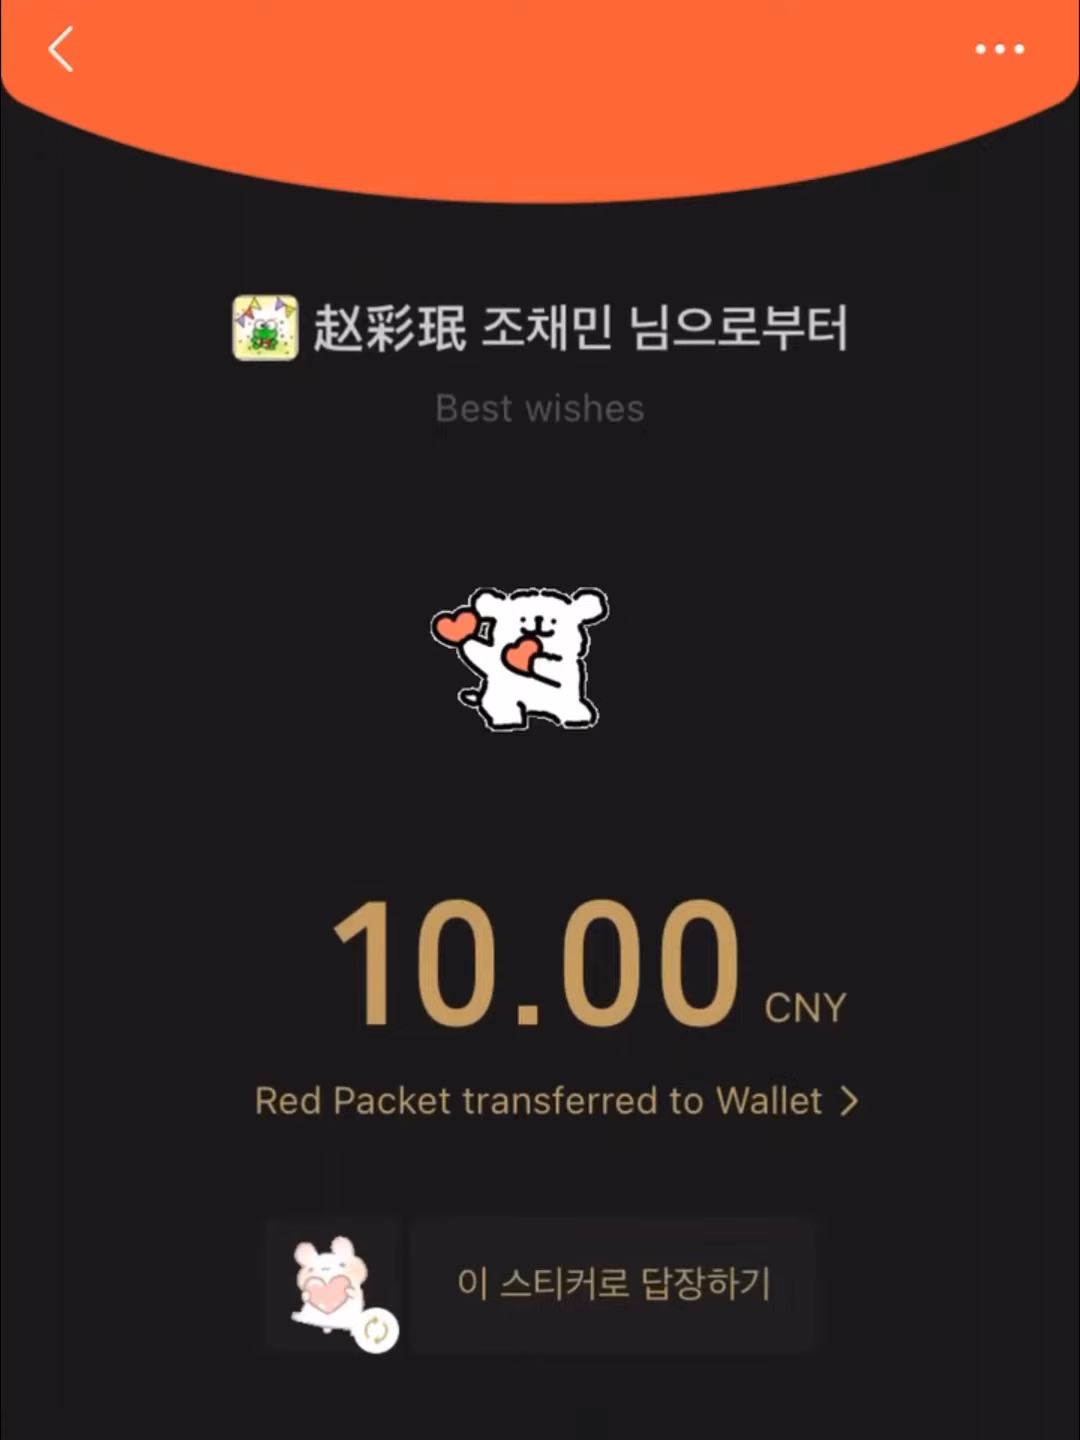 赵彩珉 조채민 님으로부터
Best wishes
10.00 CNY
Red Packet transferred to Wallet
이 스티커로 답장하기